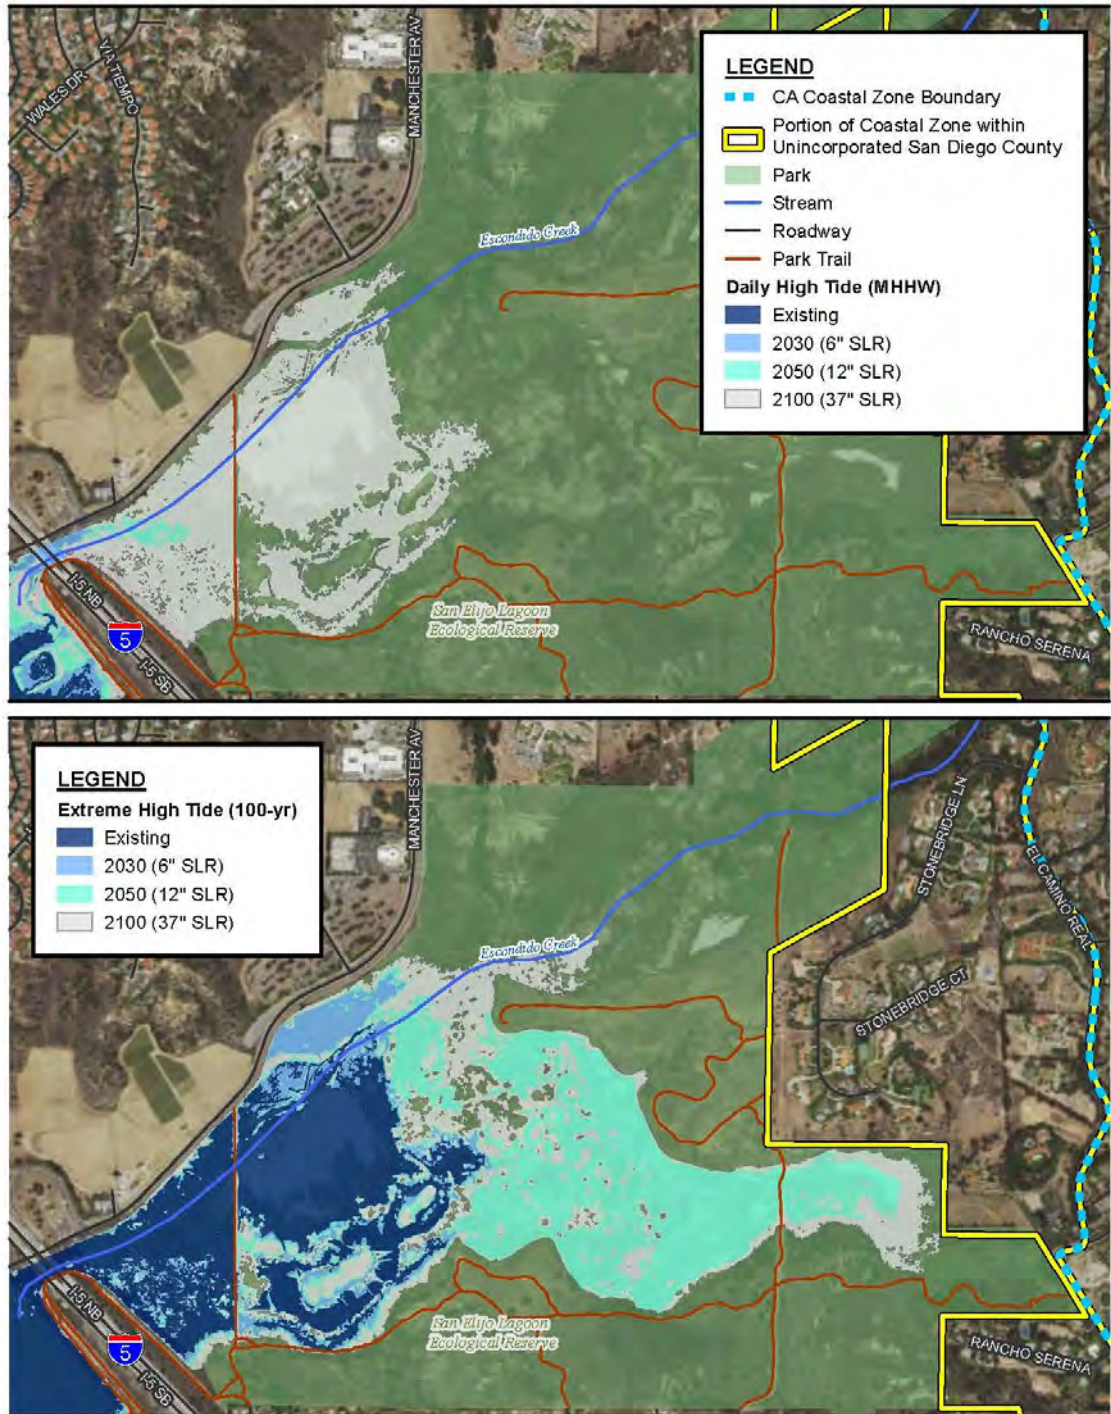 WALES DR
VIA TIEMPO
MANCHESTER AV
Escondido Creek
LEGEND
CA Coastal Zone Boundary
Portion of Coastal Zone within
Unincorporated San Diego County
Park
Stream
Roadway
Park Trail
Daily High Tide (MHHW)
Existing
2030 (6" SLR)
2050 (12" SLR)
2100 (37" SLR)
I-5 NB
5
I-5 SB
San Elijo Lagoon
Ecological Reserve
RANCHO SERENA
LEGEND
Extreme High Tide (100-yr)
Existing
2030 (6" SLR)
2050 (12" SLR)
2100 (37" SLR)
MANCHESTER AV
Escondido Creek
STONEBRIDGE LN
EL CAMINO REAL
STONEBRIDGE CT
I-5 NB
5
I-5 SB
San Elijo Lagoon
Ecological Reserve
RANCHO SERENA